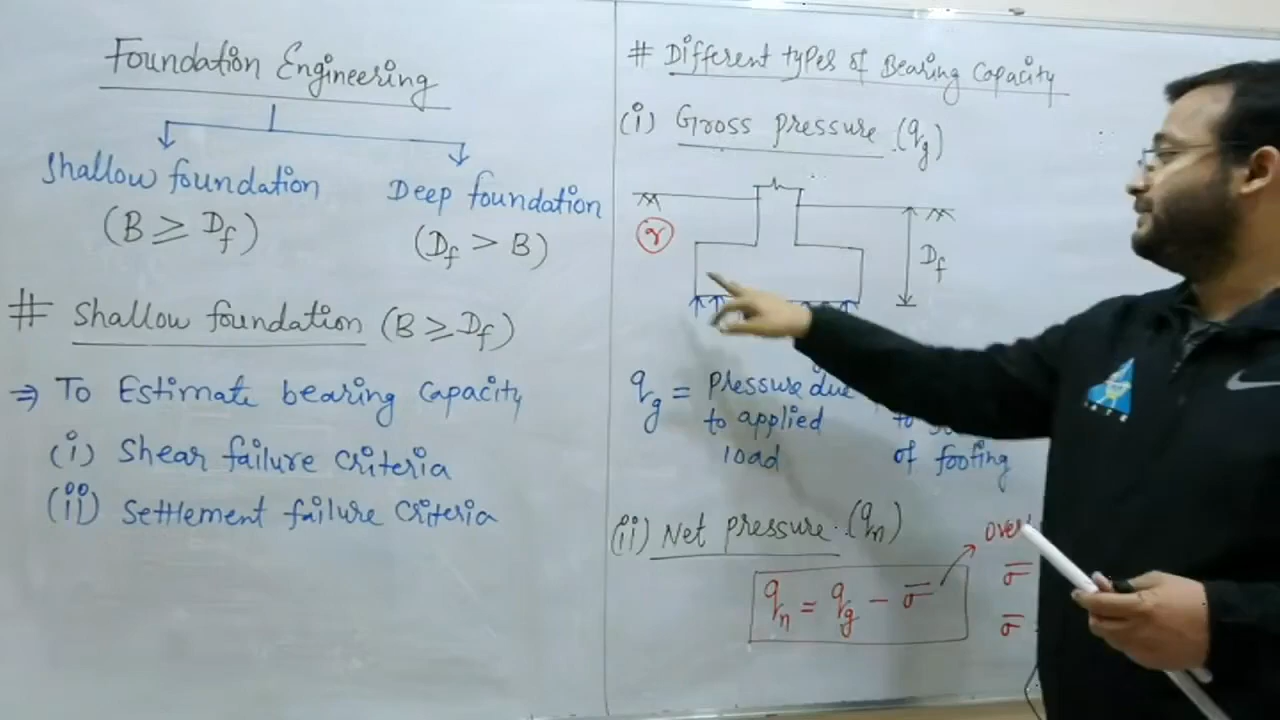 Foundation Engineering
Shallow foundation
(B ≥ Df)
Deep foundation
(Df > B)
# Shallow foundation (B ≥ Df)
⇒ To Estimate bearing Capacity
(i) Shear failure Criteria
(ii) Settlement failure Criteria
# Different types of Bearing Capacity
(i) Gross pressure (qg)
γ
Df
qg = pressure due
to applied
load
to
of footing
(ii) Net pressure (qn)
qn = qg − σ̄
σ̄
σ̄